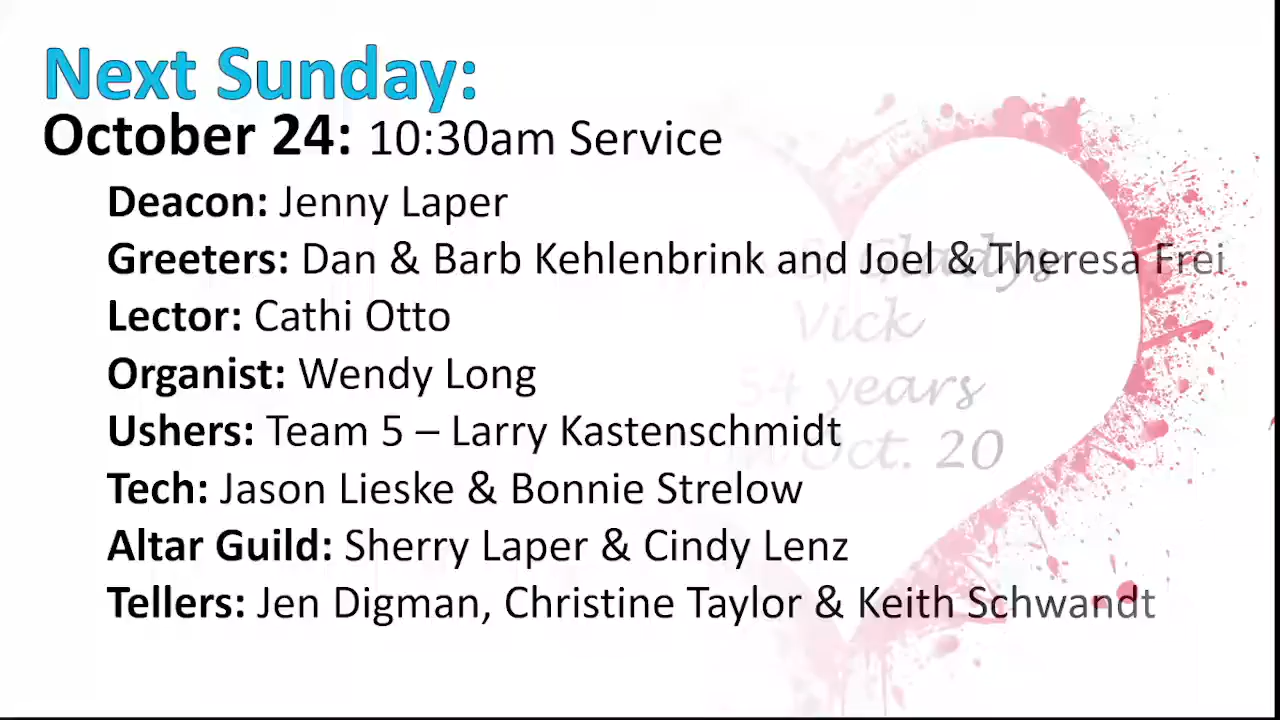 Next Sunday:
October 24: 10:30am Service
Deacon: Jenny Laper
Greeters: Dan & Barb Kehlenbrink and Joel & Theresa Frei
Lector: Cathi Otto
Organist: Wendy Long
Ushers: Team 5 – Larry Kastenschmidt
Tech: Jason Lieske & Bonnie Strelow
Altar Guild: Sherry Laper & Cindy Lenz
Tellers: Jen Digman, Christine Taylor & Keith Schwandt
& Gladys
Vick
54 years
Oct. 20